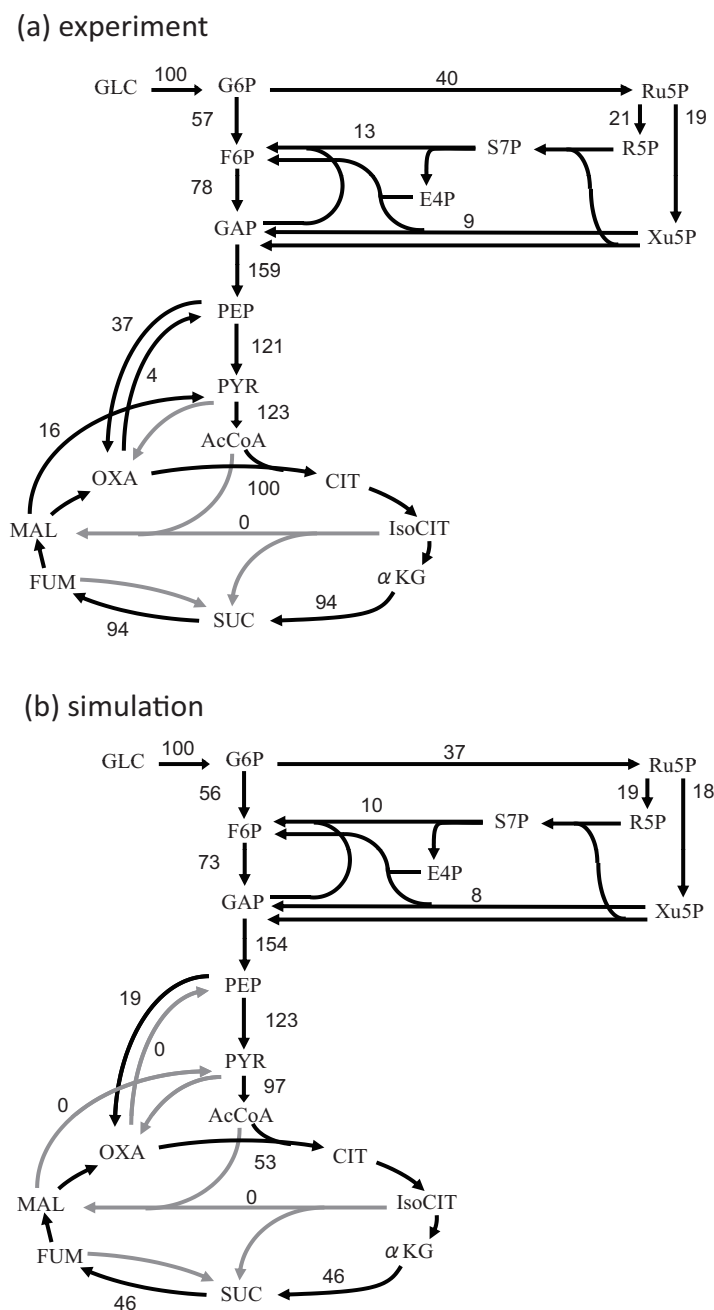 (a) experiment
GLC 100 G6P 40 Ru5P
57 21 19
F6P 13 S7P R5P
78 E4P
GAP 9 Xu5P
159
PEP
37 4 121
PYR
16 123
AcCoA
OXA 100 CIT
MAL 0 IsoCIT
FUM α KG
94 SUC 94
(b) simulation
GLC 100 G6P 37 Ru5P
56 19 18
F6P 10 S7P R5P
73 E4P
GAP 8 Xu5P
154
PEP
19 0 123
PYR
0 97
AcCoA
OXA 53 CIT
MAL 0 IsoCIT
FUM α KG
46 SUC 46